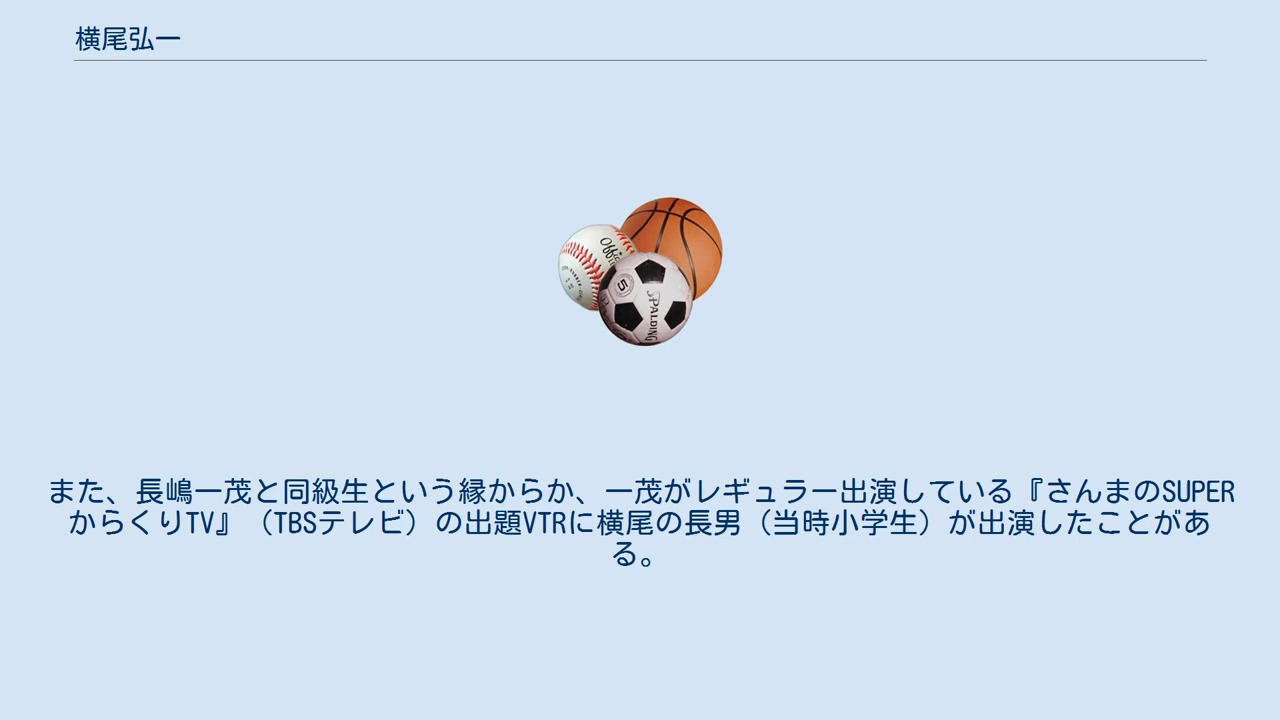 横尾弘一
Offic
5
SPALDING
また、長嶋一茂と同級生という縁からか、一茂がレギュラー出演している『さんまのSUPER
からくりTV』（TBSテレビ）の出題VTRに横尾の長男（当時小学生）が出演したことがあ
る。